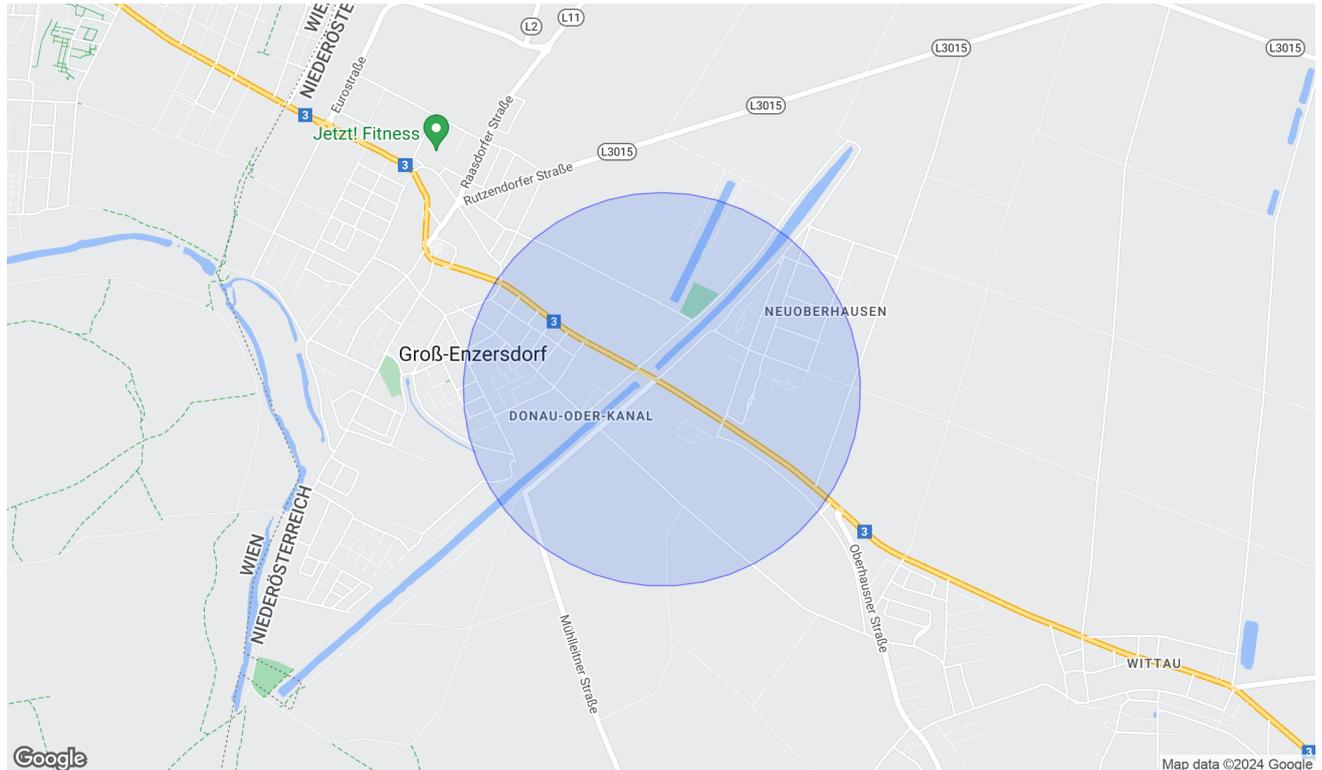 WIEN
NIEDERÖSTE
L2
L11
L3015
L3015
Eurostraße
3
Jetzt! Fitness
Raasdorfer Straße
L3015
L3015
3
Rutzendorfer Straße
NEUOBERHAUSEN
3
Groß-Enzersdorf
DONAU-ODER-KANAL
WIEN
NIEDERÖSTERREICH
3
Oberhausner Straße
Mühlleitner Straße
WITTAU
3
Google
Map data ©2024 Google